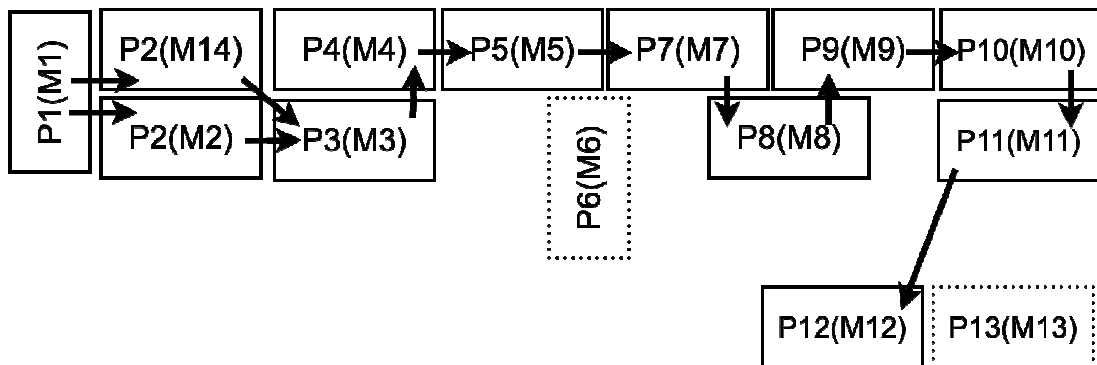 P1(M1)
P2(M14)
P2(M2)
P4(M4)
P3(M3)
P5(M5)
P6(M6)
P7(M7)
P8(M8)
P9(M9)
P10(M10)
P11(M11)
P12(M12)
P13(M13)